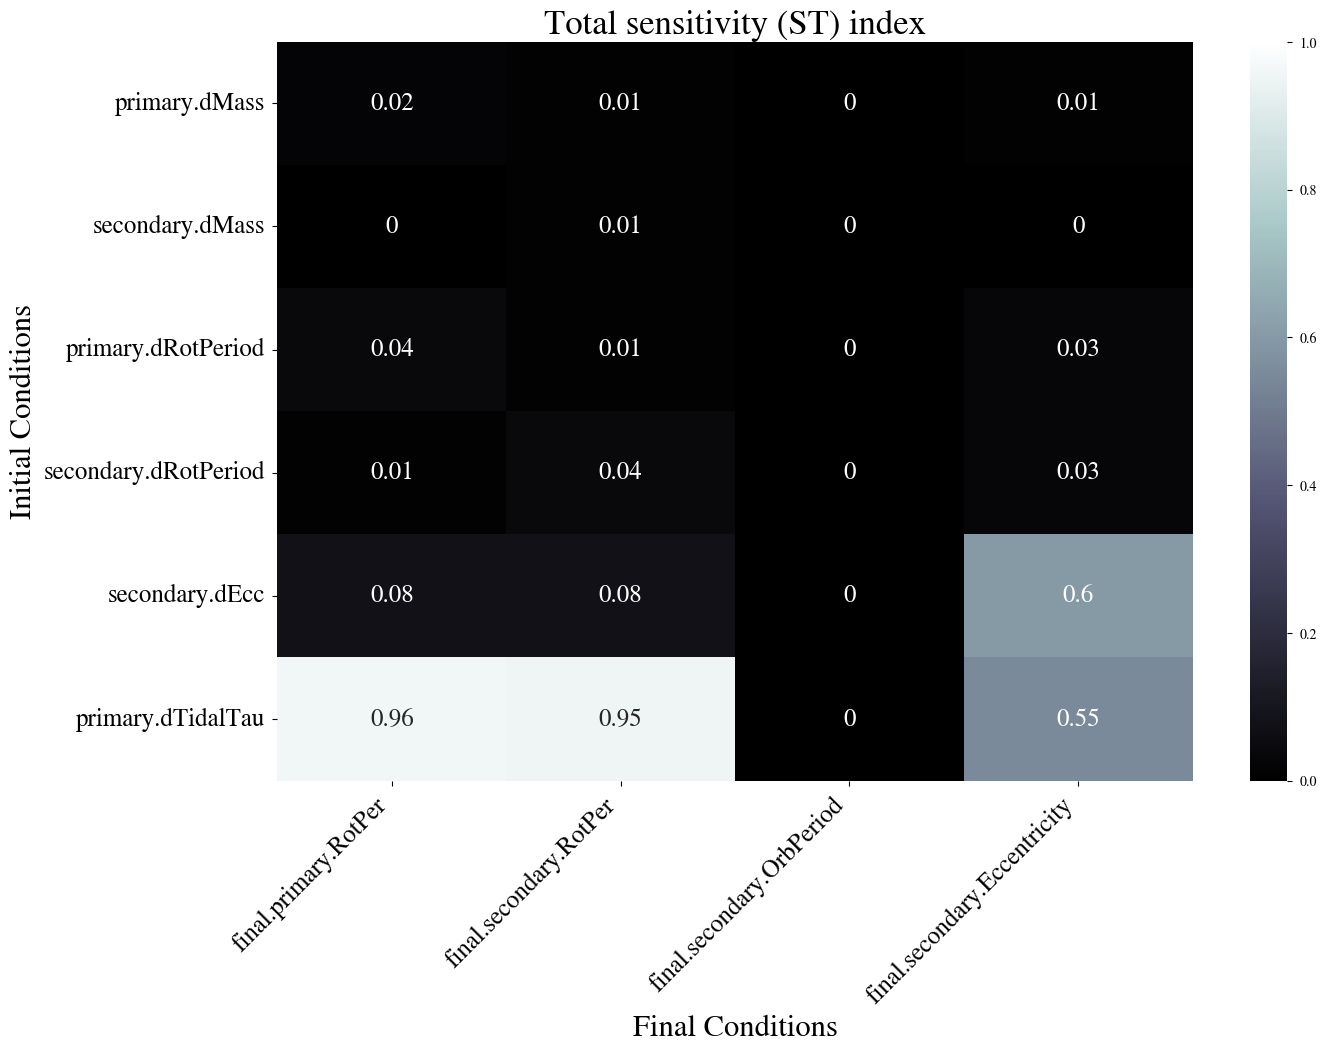 Total sensitivity (ST) index
primary.dMass
0.02
0.01
0
0.01
secondary.dMass
0
0.01
0
0
primary.dRotPeriod
0.04
0.01
0
0.03
secondary.dRotPeriod
0.01
0.04
0
0.03
secondary.dEcc
0.08
0.08
0
0.6
primary.dTidalTau
0.96
0.95
0
0.55
Initial Conditions
final.primary.RotPer
final.secondary.RotPer
final.secondary.OrbPeriod
final.secondary.Eccentricity
Final Conditions
1.0
0.8
0.6
0.4
0.2
0.0